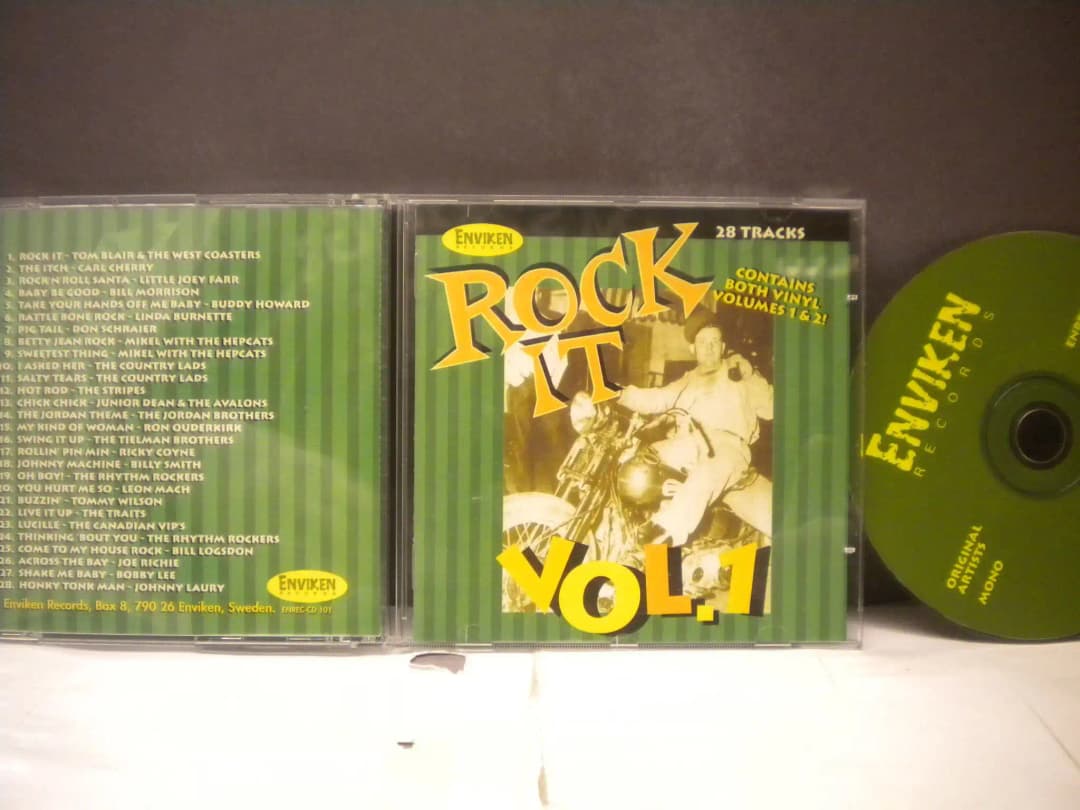 1. ROCK IT - TOM BLAIR & THE WEST COASTERS
2. THE ITCH - CARL CHERRY
3. ROCK'N'ROLL SANTA - LITTLE JOEY FARR
4. BABY BE GOOD - BILL MORRISON
5. TAKE YOUR HANDS OFF ME BABY - BUDDY HOWARD
6. RATTLE BONE ROCK - LINDA BURNETTE
7. PIG TAIL - DON SCHRAIER
8. BETTY JEAN ROCK - MIKEL WITH THE HEPCATS
9. SWEETEST THING - MIKEL WITH THE HEPCATS
10. I ASKED HER - THE COUNTRY LADS
11. SALTY TEARS - THE COUNTRY LADS
12. HOT ROD - THE STRIPES
13. CHICK CHICK - JUNIOR DEAN & THE AVALONS
14. THE JORDAN THEME - THE JORDAN BROTHERS
15. MY KIND OF WOMAN - RON OUDERKIRK
16. SWING IT UP - THE TIELMAN BROTHERS
17. ROLLIN' PIN MIN - RICKY COYNE
18. JOHNNY MACHINE - BILLY SMITH
19. OH BOY! - THE RHYTHM ROCKERS
20. YOU HURT ME SO - LEON MACH
21. BUZZIN' - TOMMY WILSON
22. LIVE IT UP - THE TRAITS
23. LUCILLE - THE CANADIAN VIP'S
24. THINKING 'BOUT YOU - THE RHYTHM ROCKERS
25. COME TO MY HOUSE ROCK - BILL LOGSDON
26. ACROSS THE BAY - JOE RICHIE
27. SHAKE ME BABY - BOBBY LEE
28. HONKY TONK MAN - JOHNNY LAURY
ENVIKEN
RECORDS
Enviken Records, Box 8, 790 26 Enviken, Sweden. ENREC-CD 101
ENVIKEN
RECORDS
28 TRACKS
ROCK
IT
CONTAINS
BOTH VINYL
VOLUMES 1 & 2!
VOL.1
ENVIKEN
RECORDS
ORIGINAL
ARTISTS
MONO